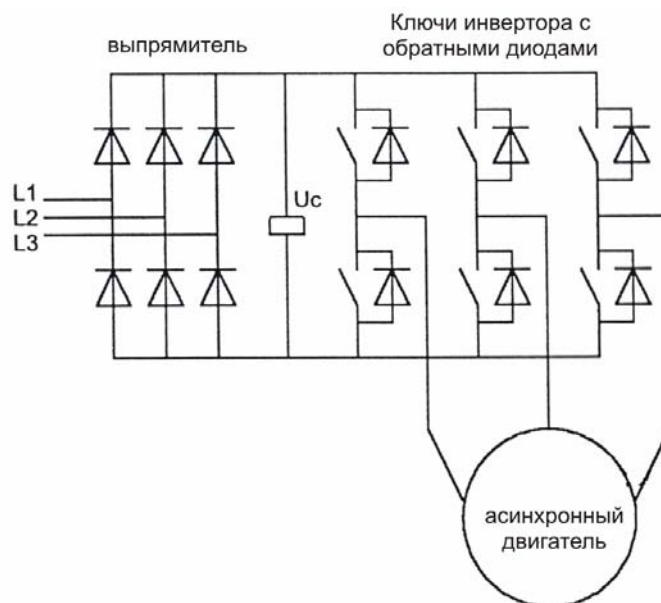 выпрямитель
Ключи инвертора с
обратными диодами
L1
L2
L3
Uc
асинхронный
двигатель